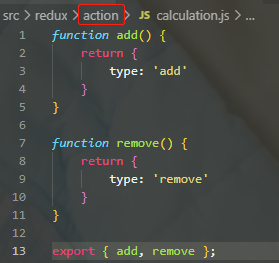 src > redux > action > JS calculation.js > ...
1 function add() {
2 return {
3 type: 'add'
4 }
5 }
6
7 function remove() {
8 return {
9 type: 'remove'
10 }
11 }
12
13 export { add, remove };